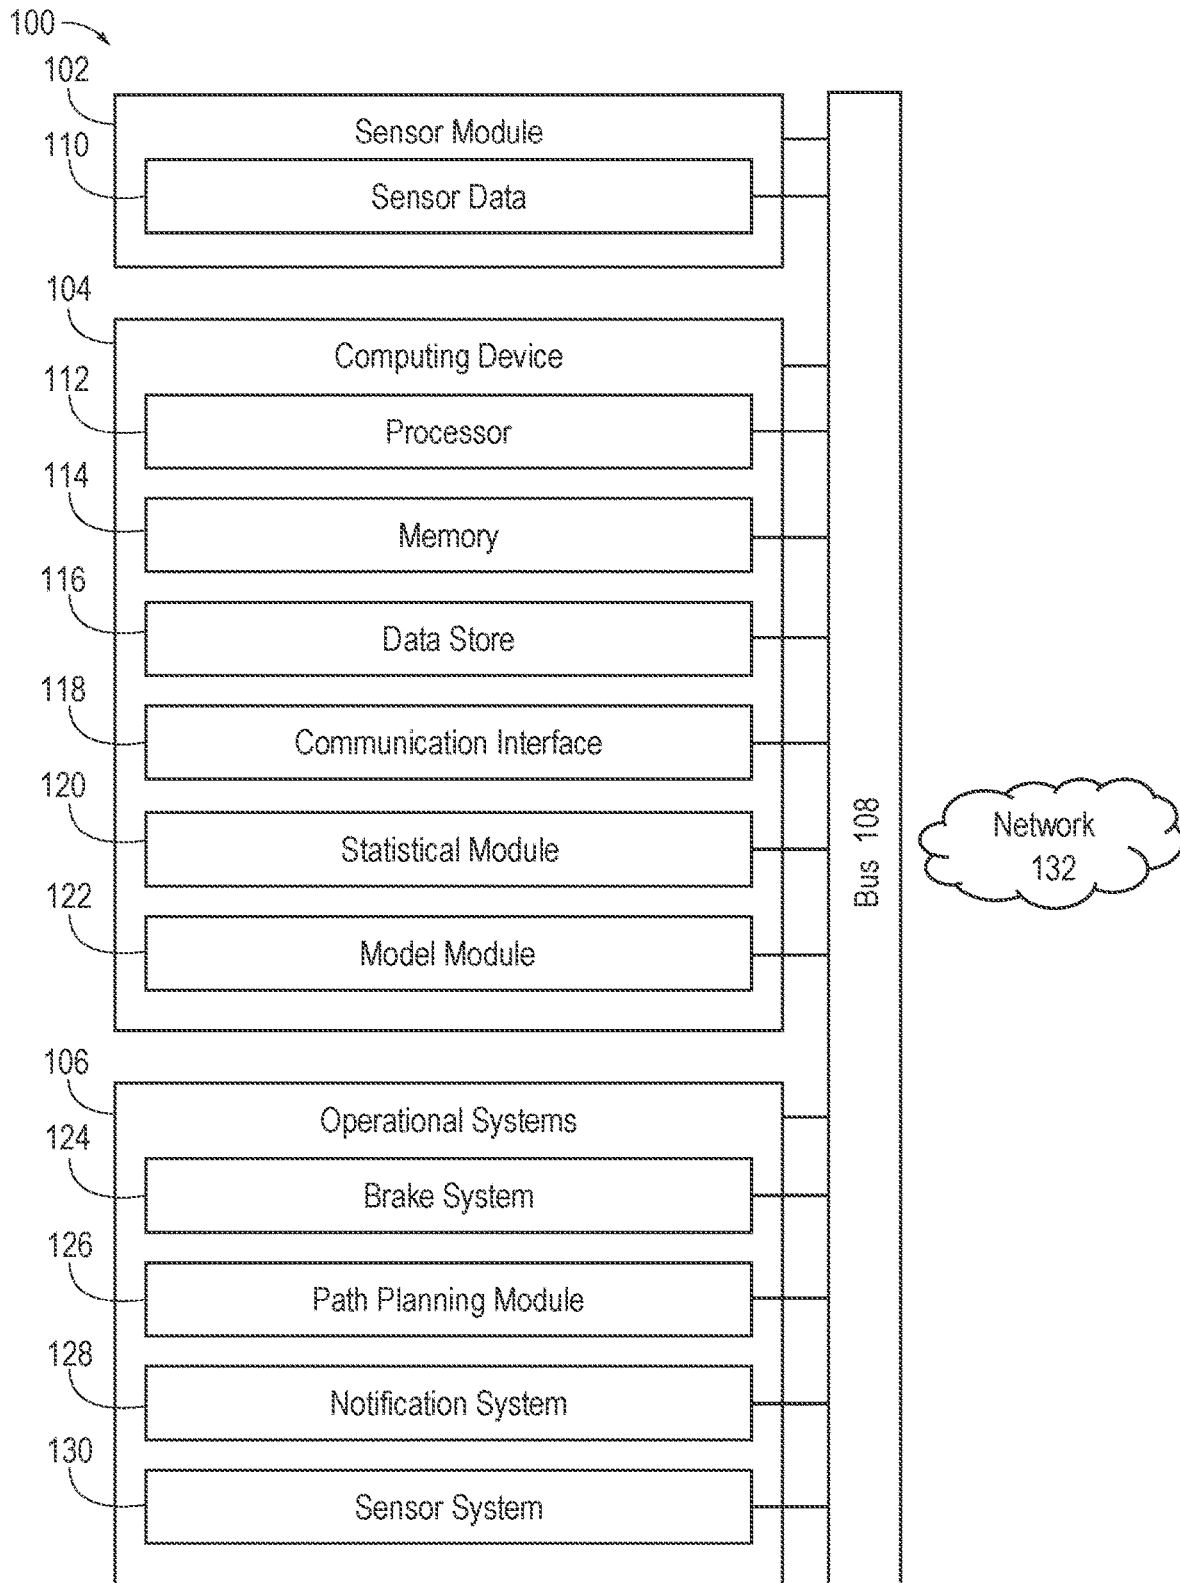 100
102
Sensor Module
110
Sensor Data
104
Computing Device
112
Processor
114
Memory
116
Data Store
118
Communication Interface
120
Statistical Module
122
Model Module
106
Operational Systems
124
Brake System
126
Path Planning Module
128
Notification System
130
Sensor System
Bus 108
Network
132